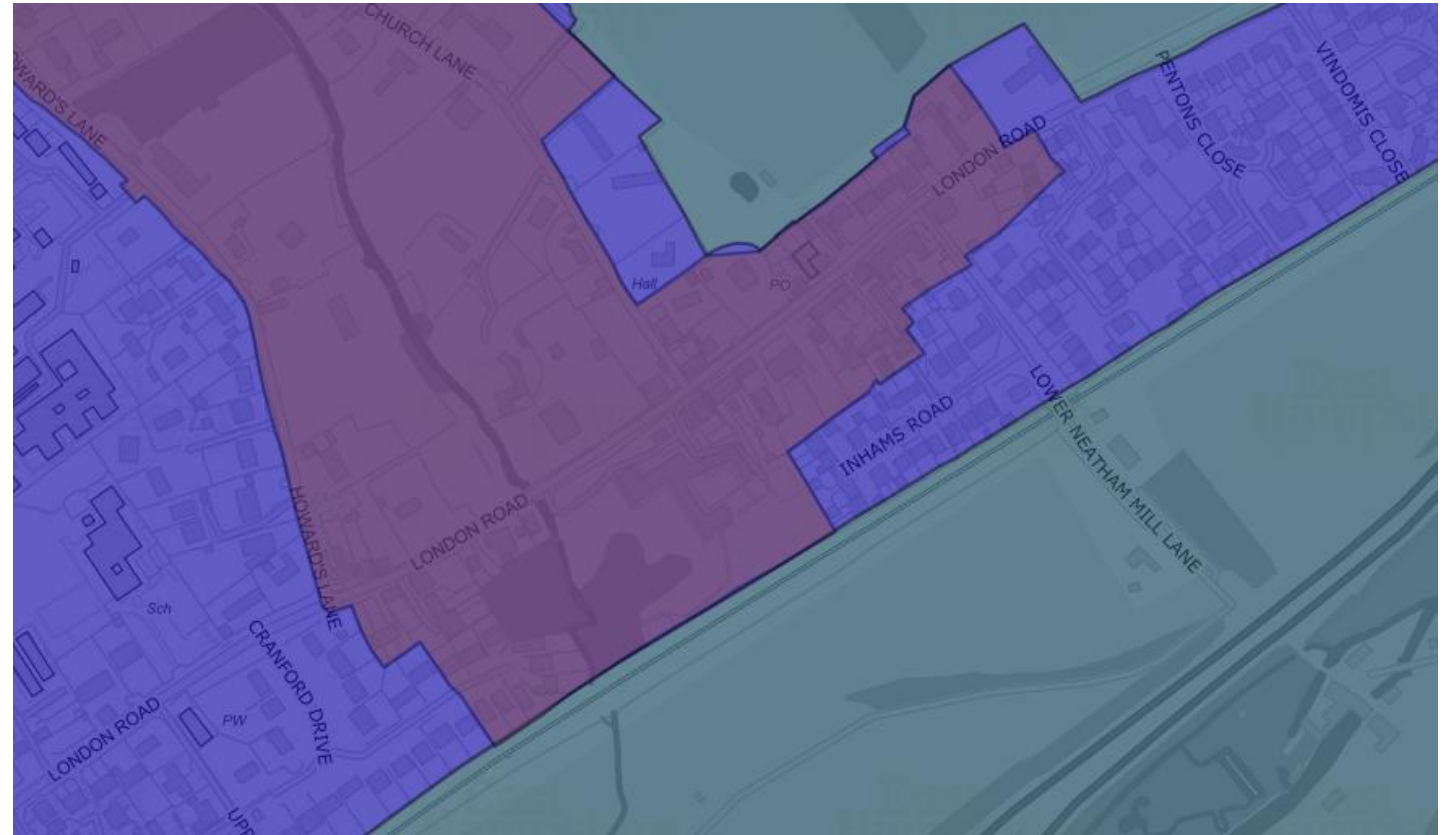 CHURCH LANE
HOWARD'S LANE
PENTONS CLOSE
VINDOMIS CLOSE
LONDON ROAD
Hall
PO
INHAMS ROAD
LOWER NEATHAM MILL LANE
HOWARD'S LANE
LONDON ROAD
Sch
CRANFORD DRIVE
PW
LONDON ROAD